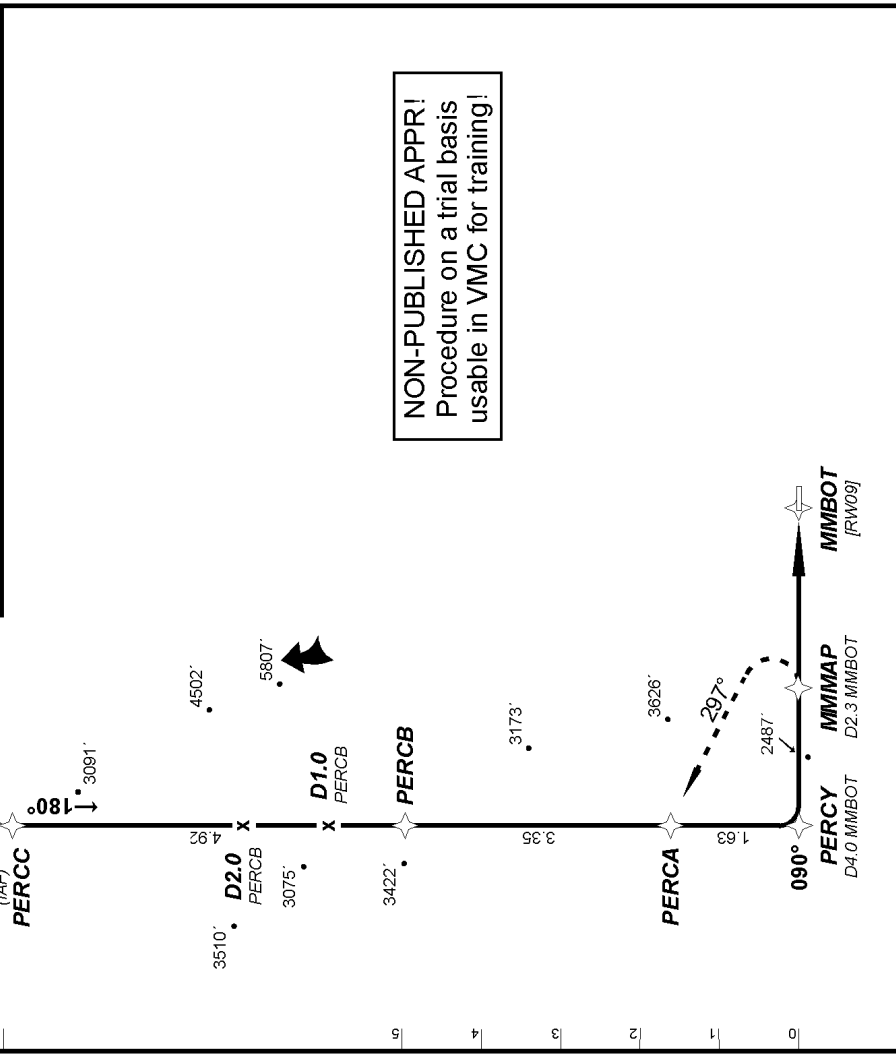 (IAF)
PERCC
180°
3091´
4502´
5807´
4.92
D2.0
PERCB
D1.0
PERCB
3510´
3075´
3422´
PERCB
NON-PUBLISHED APPR!
Procedure on a trial basis
usable in VMC for training!
3.35
3173´
3626´
297°
PERCA
1.63
2487´
090°
PERCY
D4.0 MMBOT
MMMAP
D2.3 MMBOT
MMBOT
[RW09]
5
4
3
2
1
0